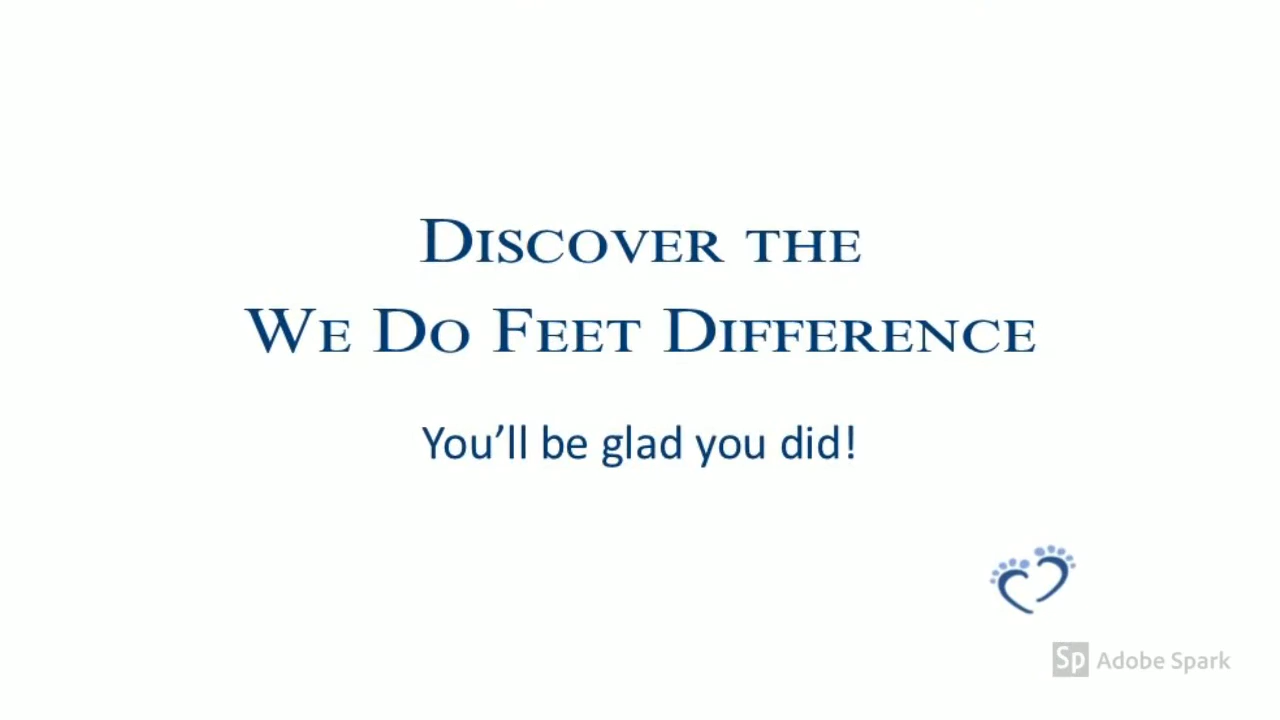 Discover the
We Do Feet Difference
You'll be glad you did!
Sp Adobe Spark